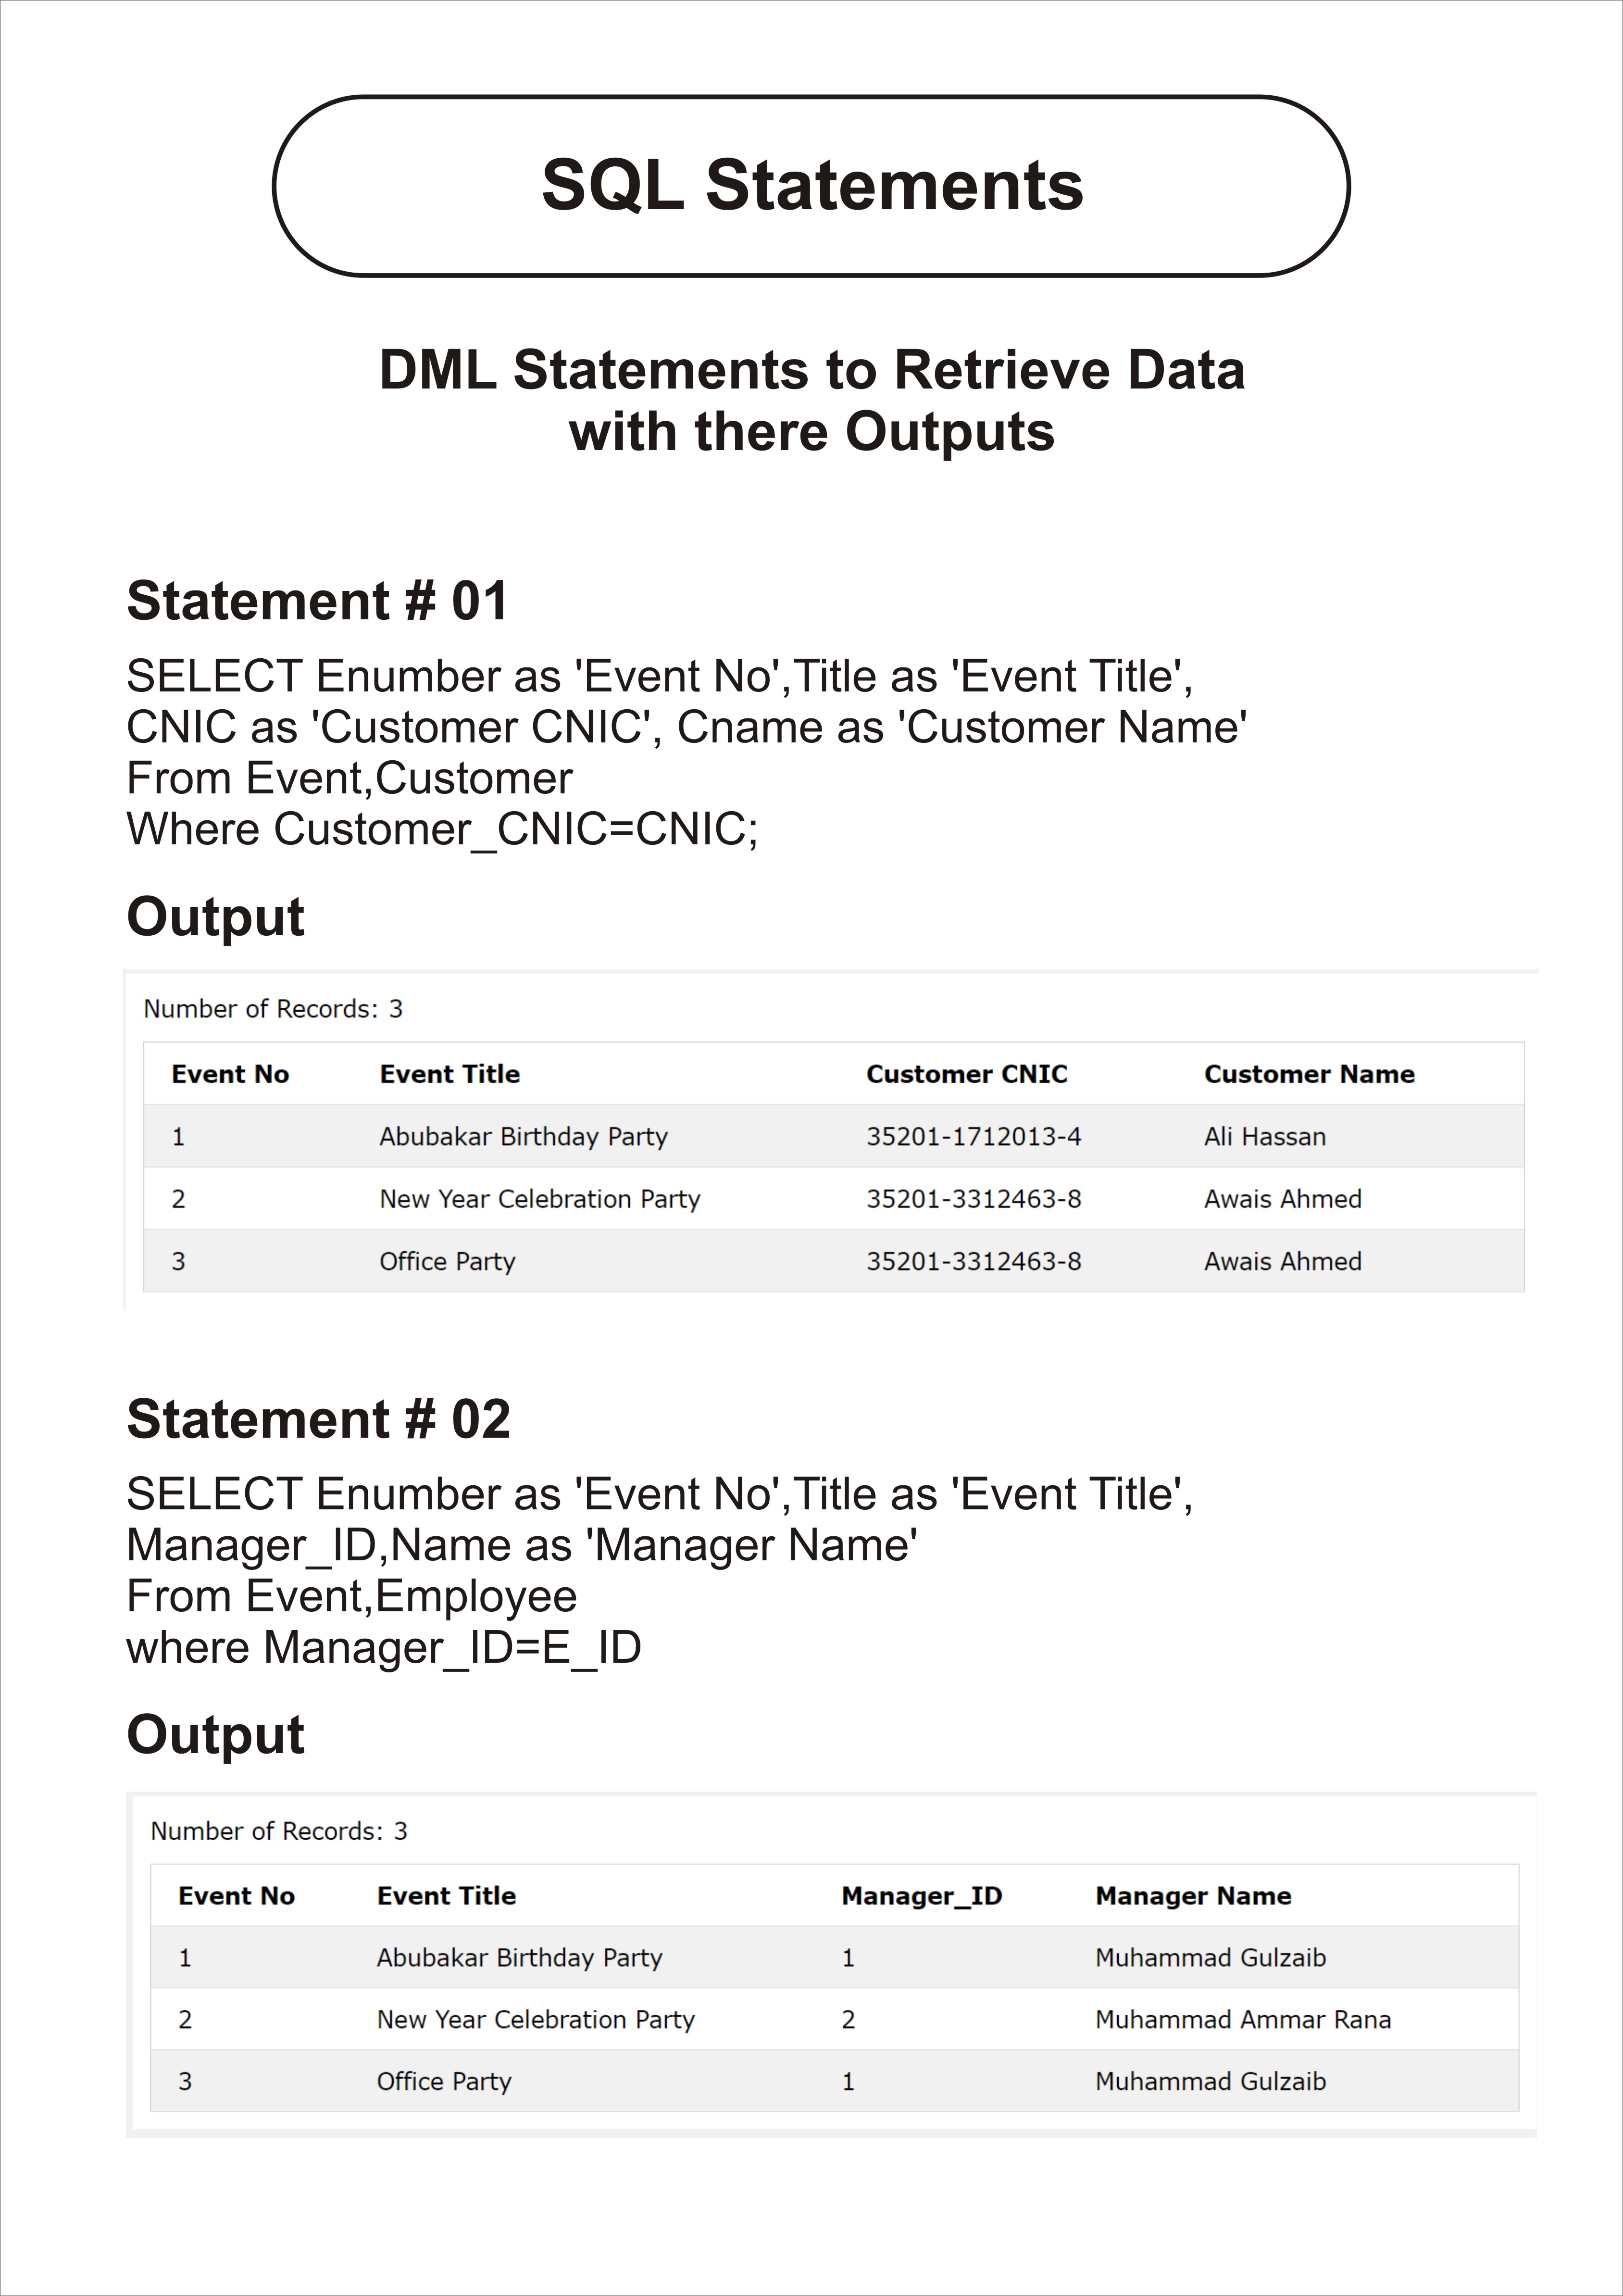 SQL Statements
DML Statements to Retrieve Data
with there Outputs
Statement # 01
SELECT Enumber as 'Event No',Title as 'Event Title',
CNIC as 'Customer CNIC', Cname as 'Customer Name'
From Event,Customer
Where Customer_CNIC=CNIC;
Output
Number of Records: 3
Event No Event Title Customer CNIC Customer Name
1 Abubakar Birthday Party 35201-1712013-4 Ali Hassan
2 New Year Celebration Party 35201-3312463-8 Awais Ahmed
3 Office Party 35201-3312463-8 Awais Ahmed
Statement # 02
SELECT Enumber as 'Event No',Title as 'Event Title',
Manager_ID,Name as 'Manager Name'
From Event,Employee
where Manager_ID=E_ID
Output
Number of Records: 3
Event No Event Title Manager_ID Manager Name
1 Abubakar Birthday Party 1 Muhammad Gulzaib
2 New Year Celebration Party 2 Muhammad Ammar Rana
3 Office Party 1 Muhammad Gulzaib